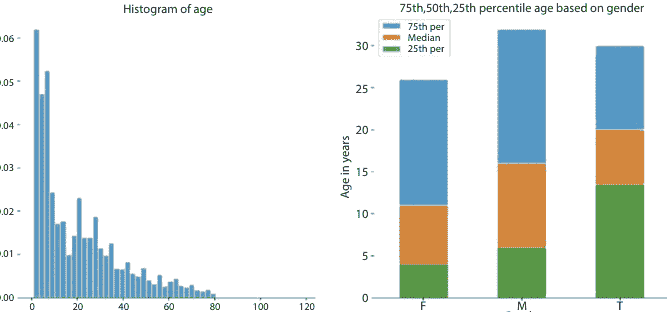 Histogram of age
0.06
0.05
0.04
0.03
0.02
0.01
0.00
0 20 40 60 80 100 120
75th,50th,25th percentile age based on gender
75th per
Median
25th per
Age in years
30
25
20
15
10
5
0
F M T